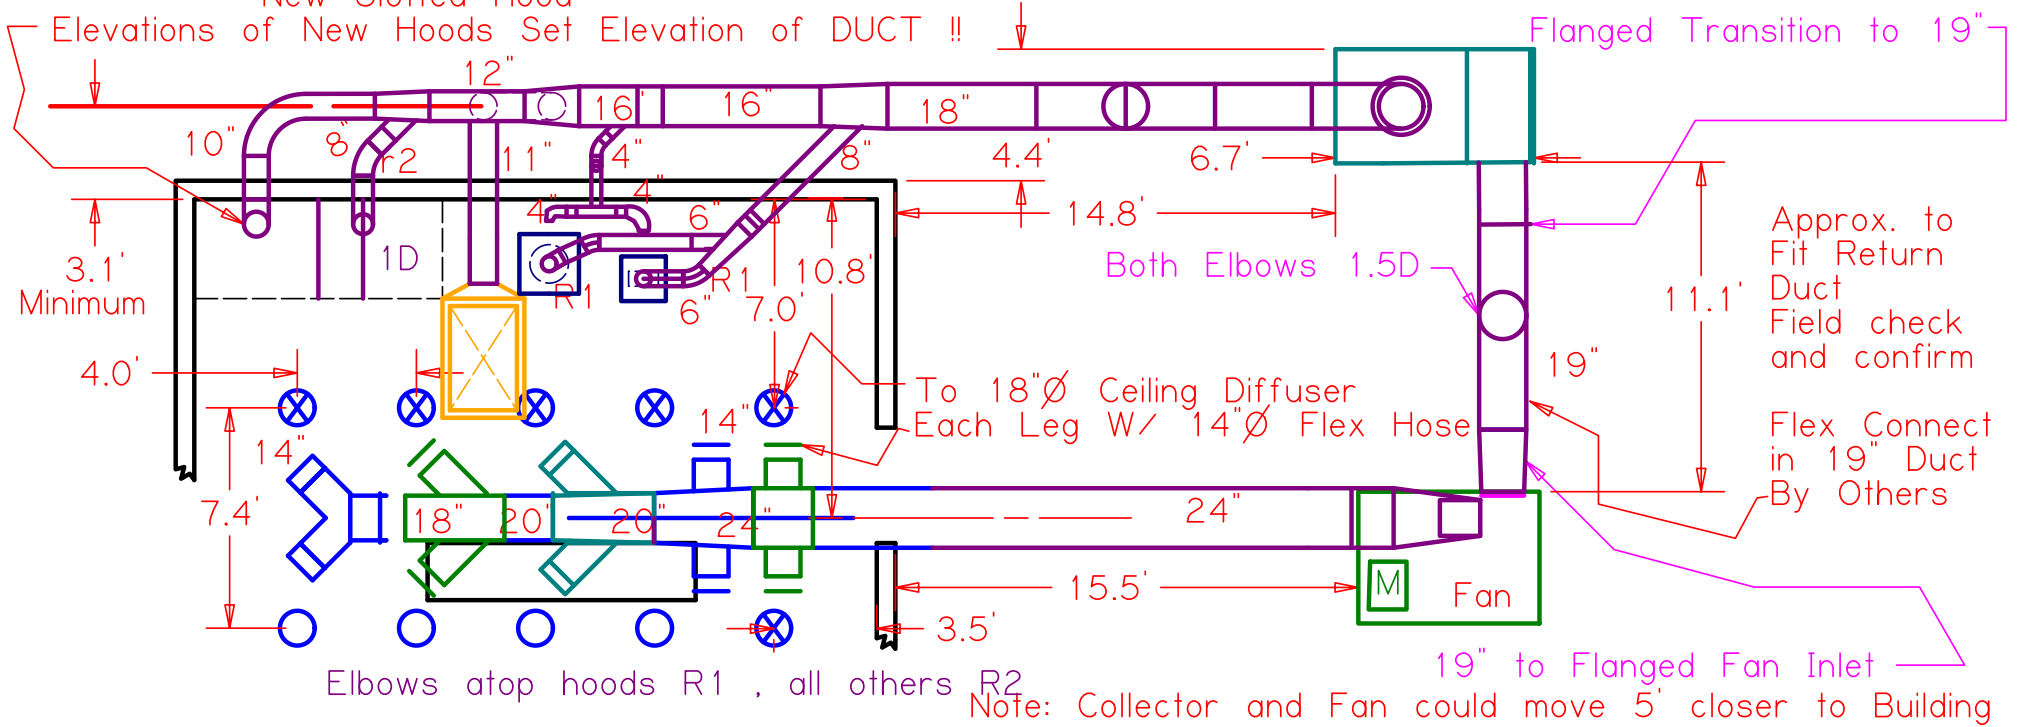 New Slotted Hood
Elevations of New Hoods Set Elevation of DUCT !!
Flanged Transition to 19"
12"
16'
16"
18"
10"
8"
r2
11"
4"
8"
4.4'
6.7'
4"
4"
6"
14.8'
1D
3.1'
Minimum
R1
R1
6"
10.8'
7.0'
Both Elbows 1.5D
11.1'
Approx. to
Fit Return
Duct
Field check
and confirm
19"
4.0'
To 18"Ø Ceiling Diffuser
Each Leg W/ 14"Ø Flex Hose
14"
14"
Flex Connect
in 19" Duct
By Others
7.4'
18"
20'
20"
24"
24"
15.5'
M
Fan
3.5'
19" to Flanged Fan Inlet
Elbows atop hoods R1 , all others R2
Note: Collector and Fan could move 5' closer to Building